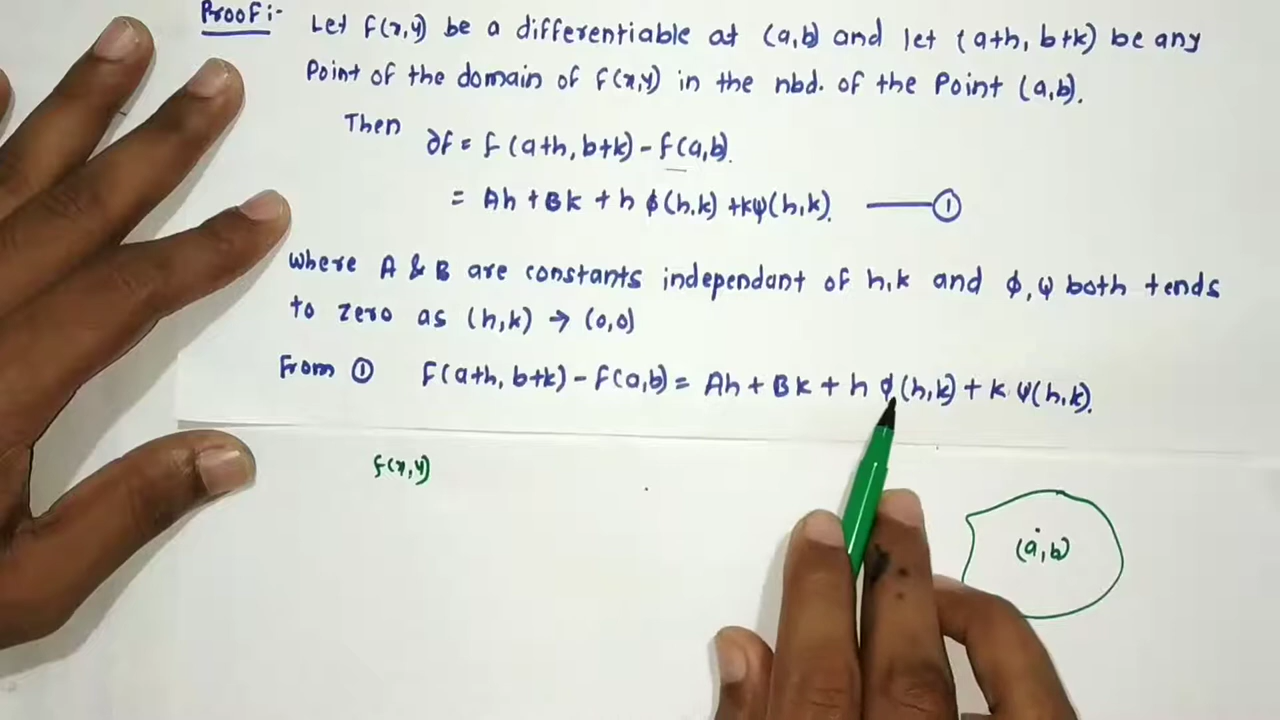 Proof:-
Let f(x,y) be a differentiable at (a,b) and let (a+h, b+k) be any
Point of the domain of f(x,y) in the nbd. of the Point (a,b).
Then ∂f = f(a+h, b+k) - f(a,b).
= Ah + Bk + h ϕ(h,k) + kψ(h,k). —— ①
where A & B are constants independant of h,k and ϕ,ψ both tends
to zero as (h,k) → (0,0)
From ① f(a+h, b+k) - f(a,b) = Ah + Bk + h ϕ(h,k) + k ψ(h,k).
f(x,y)
(a,b)